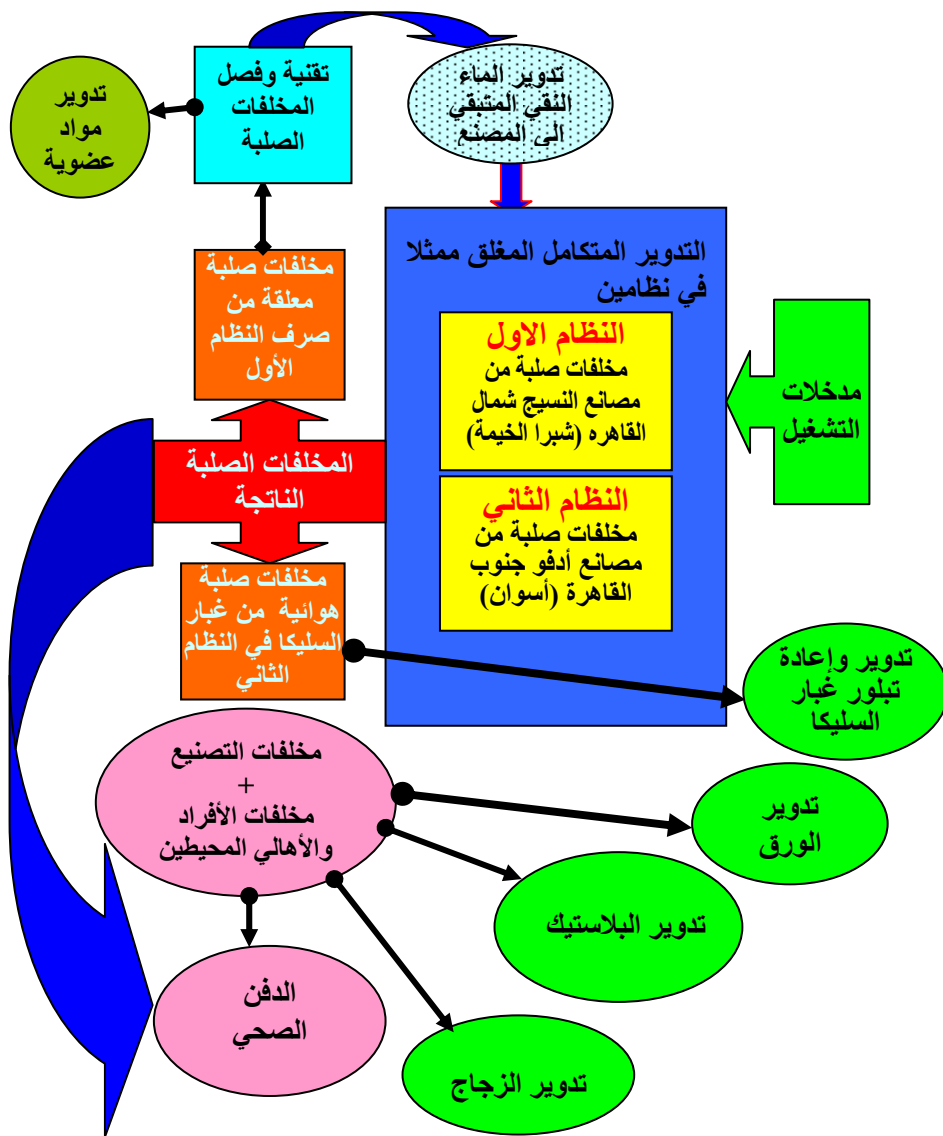 تقنية وفصل
المخلفات
الصلبة
تدوير الماء
النقي المتبقي
الى المصنع
تدوير
مواد
عضوية
التدوير المتكامل المغلق ممثلا
في نظامين
النظام الاول
مخلفات صلبة من
مصانع النسيج شمال
القاهره (شبرا الخيمة)
النظام الثاني
مخلفات صلبة من
مصانع أدفو جنوب
القاهرة (أسوان)
مدخلات
التشغيل
مخلفات صلبة
معلقة من
صرف النظام
الأول
المخلفات الصلبة
الناتجة
مخلفات صلبة
هوائية من غبار
السليكا في النظام
الثاني
تدوير وإعادة
تبلور غبار
السليكا
مخلفات التصنيع
+
مخلفات الأفراد
والأهالي المحيطين
تدوير
الورق
تدوير البلاستيك
الدفن
الصحي
تدوير الزجاج